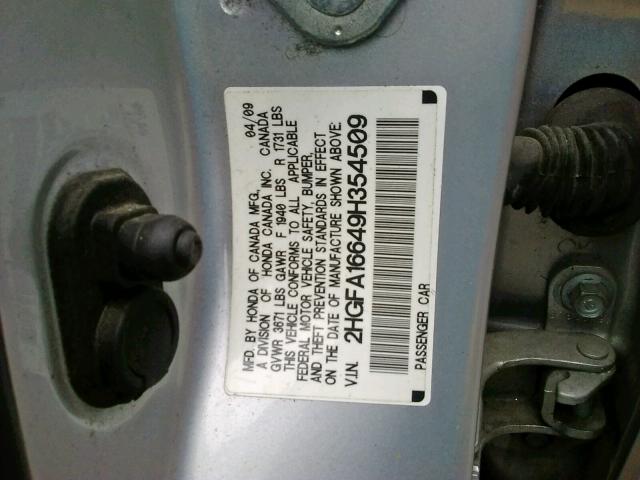 MFD. BY HONDA OF CANADA MFG. 04/09
A DIVISION OF HONDA CANADA INC. CANADA
GVWR 3671 LBS GAWR F 1940 LBS R 1731 LBS
THIS VEHICLE CONFORMS TO ALL APPLICABLE
FEDERAL MOTOR VEHICLE SAFETY, BUMPER,
AND THEFT PREVENTION STANDARDS IN EFFECT
ON THE DATE OF MANUFACTURE SHOWN ABOVE.
V.I.N. 2HGFA16649H354509
PASSENGER CAR